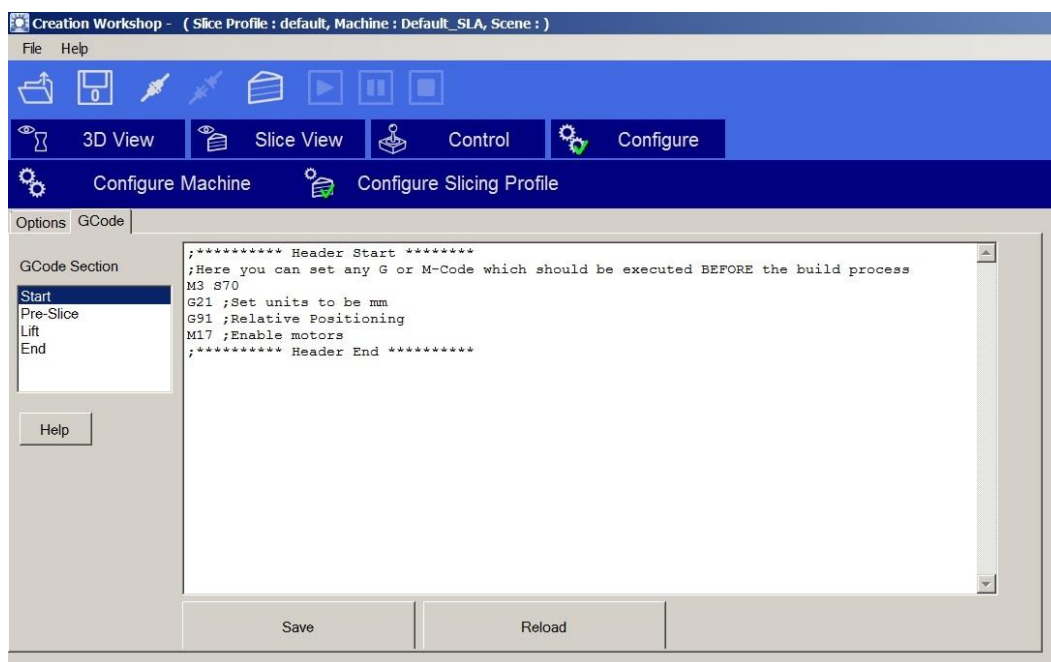 Creation Workshop - ( Slice Profile : default, Machine : Default_SLA, Scene : )
File Help
0
3D View Slice View Control Configure
Configure Machine Configure Slicing Profile
Options GCode
GCode Section
Start
Pre-Slice
Lift
End
Help
;********** Header Start ********
;Here you can set any G or M-Code which should be executed BEFORE the build process
M3 S70
G21 ;Set units to be mm
G91 ;Relative Positioning
M17 ;Enable motors
;********** Header End **********
Save Reload